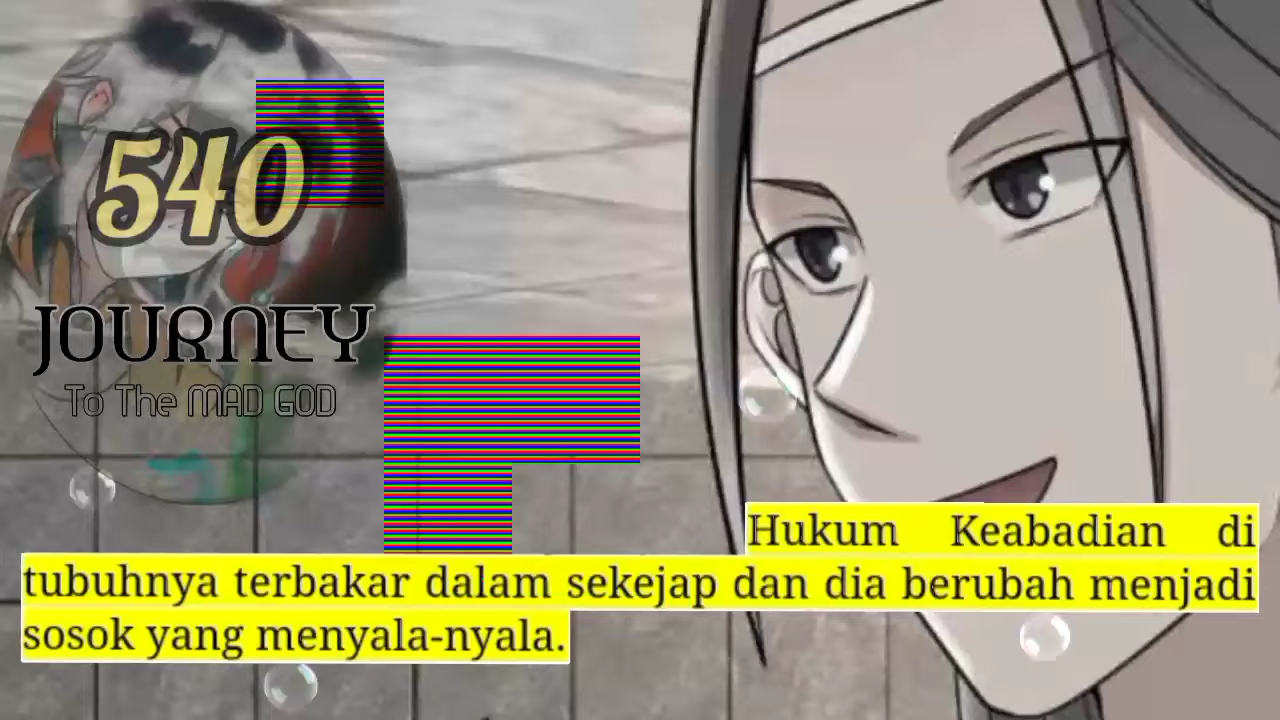 540
JOURNEY
To The MAD GOD
Hukum Keabadian di
tubuhnya terbakar dalam sekejap dan dia berubah menjadi
sosok yang menyala-nyala.